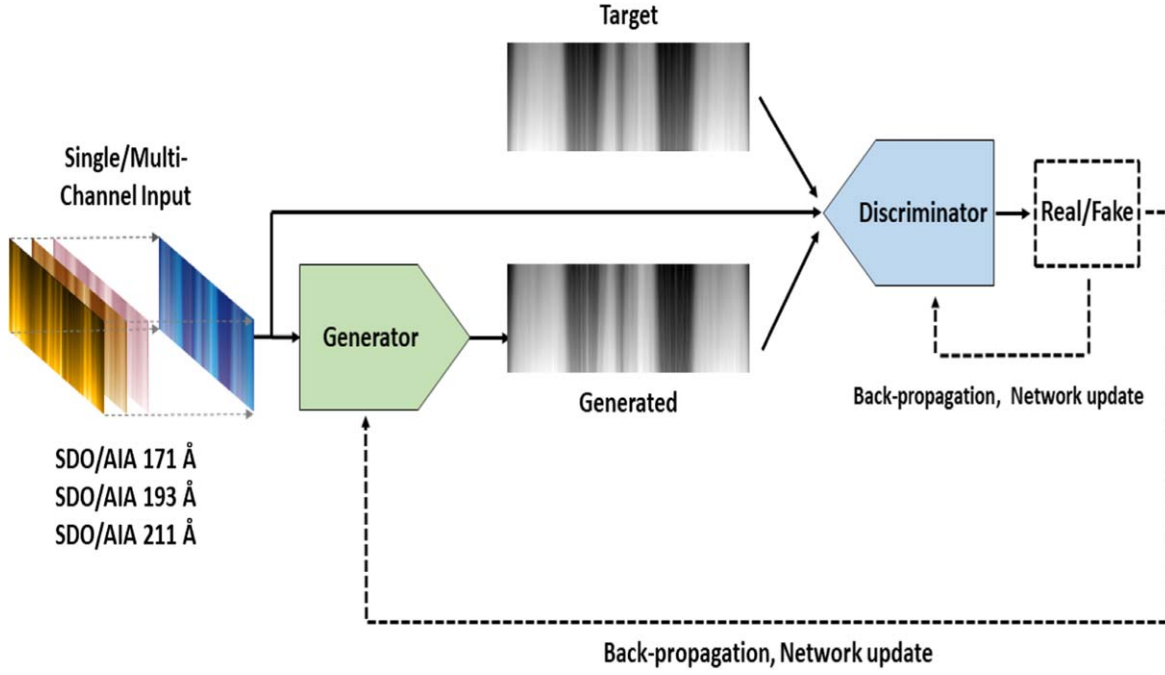 Target
Single/Multi-
Channel Input
Discriminator
Real/Fake
Generator
Generated
Back-propagation, Network update
SDO/AIA 171 Å
SDO/AIA 193 Å
SDO/AIA 211 Å
Back-propagation, Network update